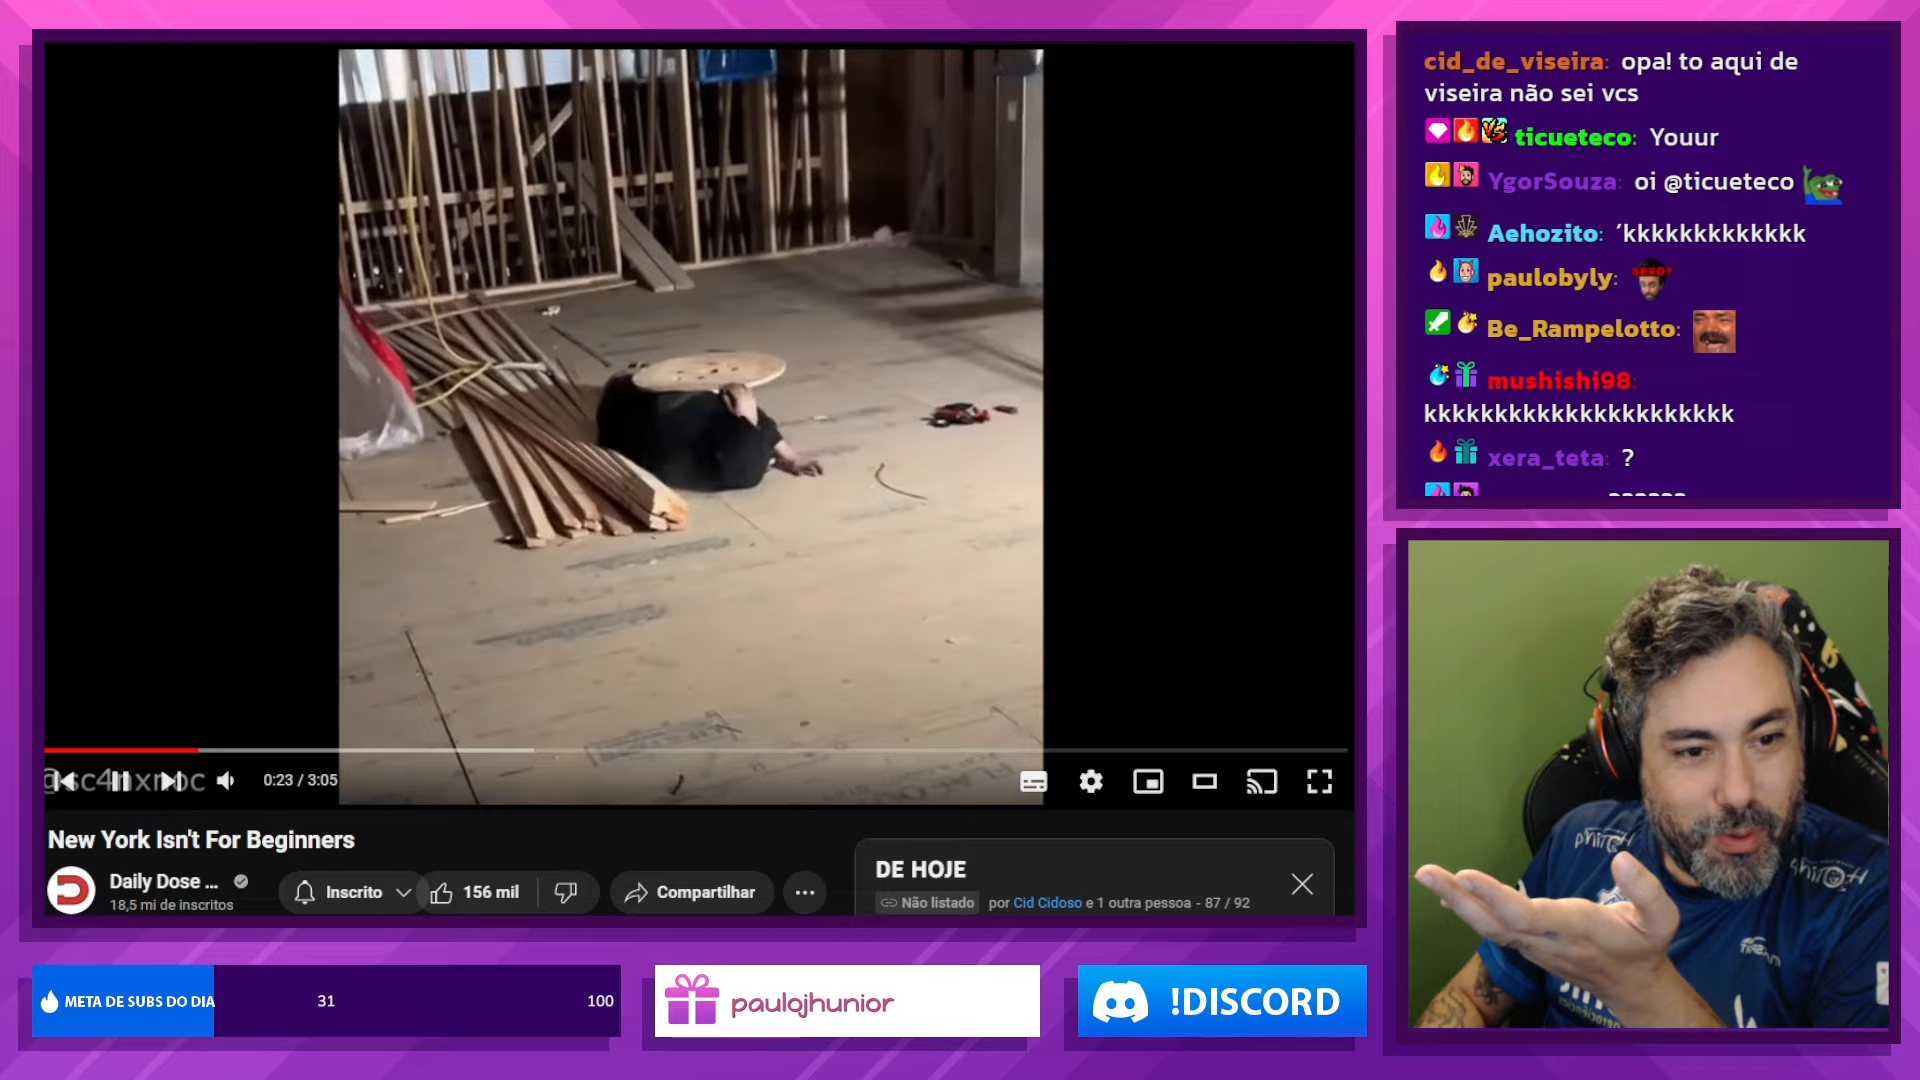 cid_de_viseira: opa! to aqui de
viseira não sei vcs
ticueteco: Youur
YgorSouza: oi @ticueteco
Aehozito: ´kkkkkkkkkkkkk
paulobyly:
SEXO?
Be_Rampelotto:
mushishi98:
kkkkkkkkkkkkkkkkkkkkkk
xera_teta: ?
0:23 / 3:05
New York Isn't For Beginners
Daily Dose ...
18,5 mi de inscritos
Inscrito
156 mil
Compartilhar
DE HOJE
Não listado por Cid Cidoso e 1 outra pessoa - 87 / 92
META DE SUBS DO DIA 31 100
paulojhunior
!DISCORD